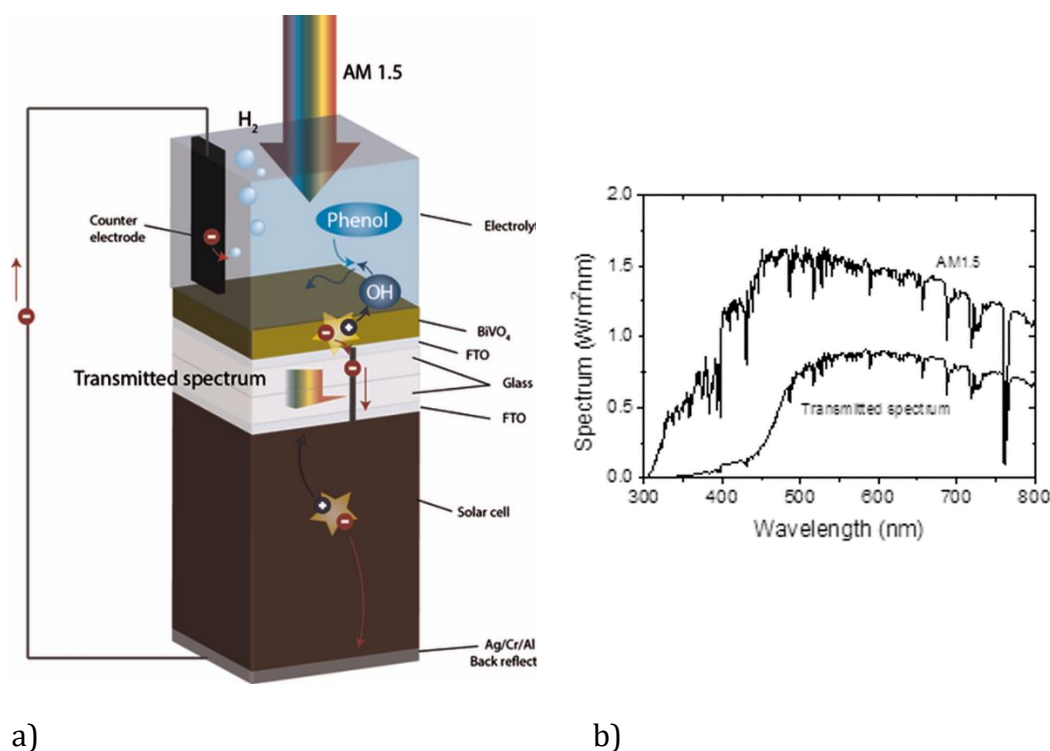 AM 1.5
H2
Counter
electrode
Phenol
Electrolyt
OH
BiVO4
FTO
Transmitted spectrum
Glass
FTO
Solar cell
Ag/Cr/Al
Back reflect
a)
2.0
1.5
1.0
0.5
0.0
Spectrum (W/m2nm)
AM1.5
Transmitted spectrum
300 400 500 600 700 800
Wavelength (nm)
b)